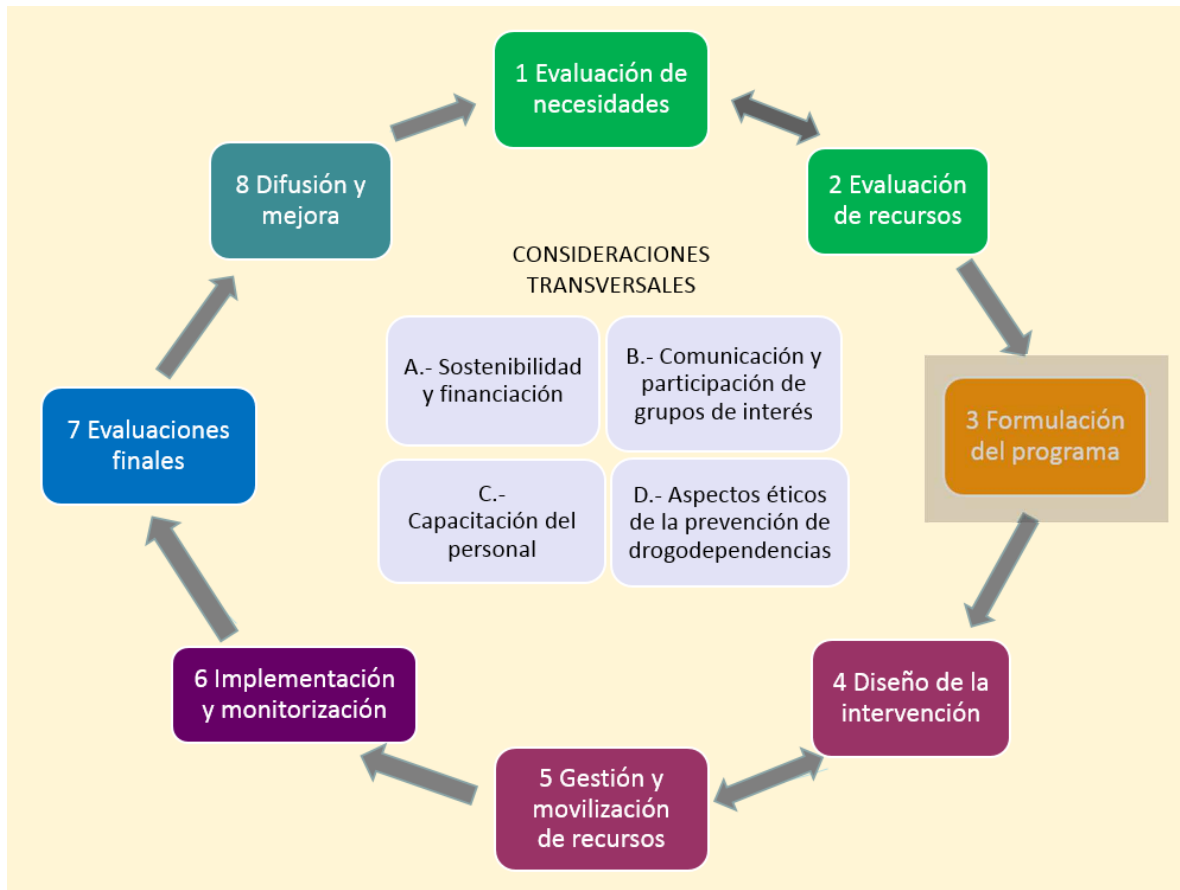 1 Evaluación de
necesidades
2 Evaluación
de recursos
3 Formulación
del programa
4 Diseño de la
intervención
5 Gestión y
movilización
de recursos
6 Implementación
y monitorización
7 Evaluaciones
finales
8 Difusión y
mejora
CONSIDERACIONES
TRANSVERSALES
A.- Sostenibilidad
y financiación
B.- Comunicación y
participación de
grupos de interés
C.-
Capacitación del
personal
D.- Aspectos éticos
de la prevención de
drogodependencias